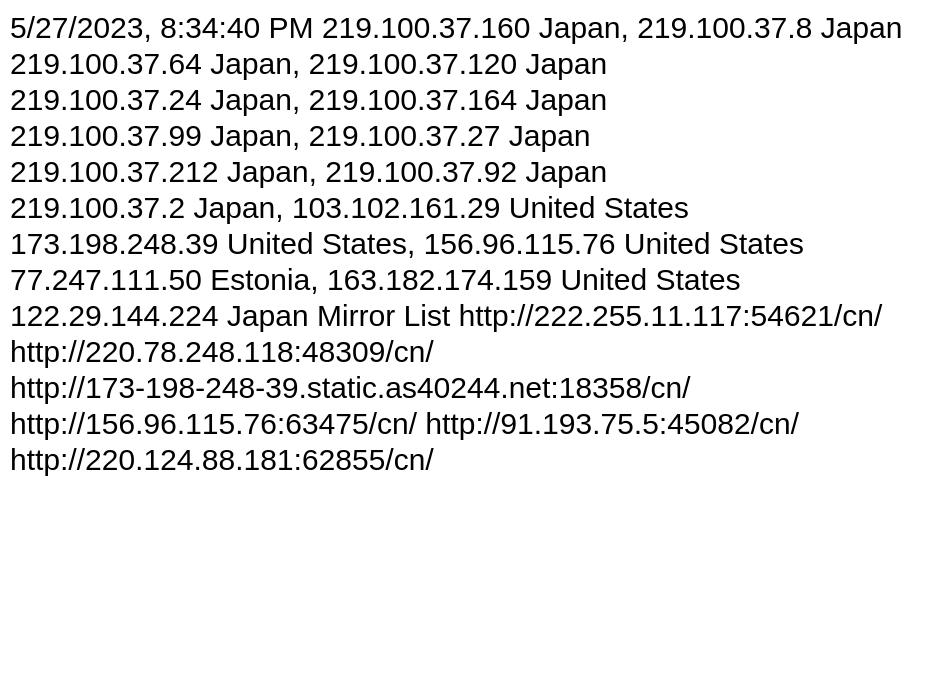 5/27/2023, 8:34:40 PM 219.100.37.160 Japan, 219.100.37.8 Japan
219.100.37.64 Japan, 219.100.37.120 Japan
219.100.37.24 Japan, 219.100.37.164 Japan
219.100.37.99 Japan, 219.100.37.27 Japan
219.100.37.212 Japan, 219.100.37.92 Japan
219.100.37.2 Japan, 103.102.161.29 United States
173.198.248.39 United States, 156.96.115.76 United States
77.247.111.50 Estonia, 163.182.174.159 United States
122.29.144.224 Japan Mirror List http://222.255.11.117:54621/cn/
http://220.78.248.118:48309/cn/
http://173-198-248-39.static.as40244.net:18358/cn/
http://156.96.115.76:63475/cn/ http://91.193.75.5:45082/cn/
http://220.124.88.181:62855/cn/